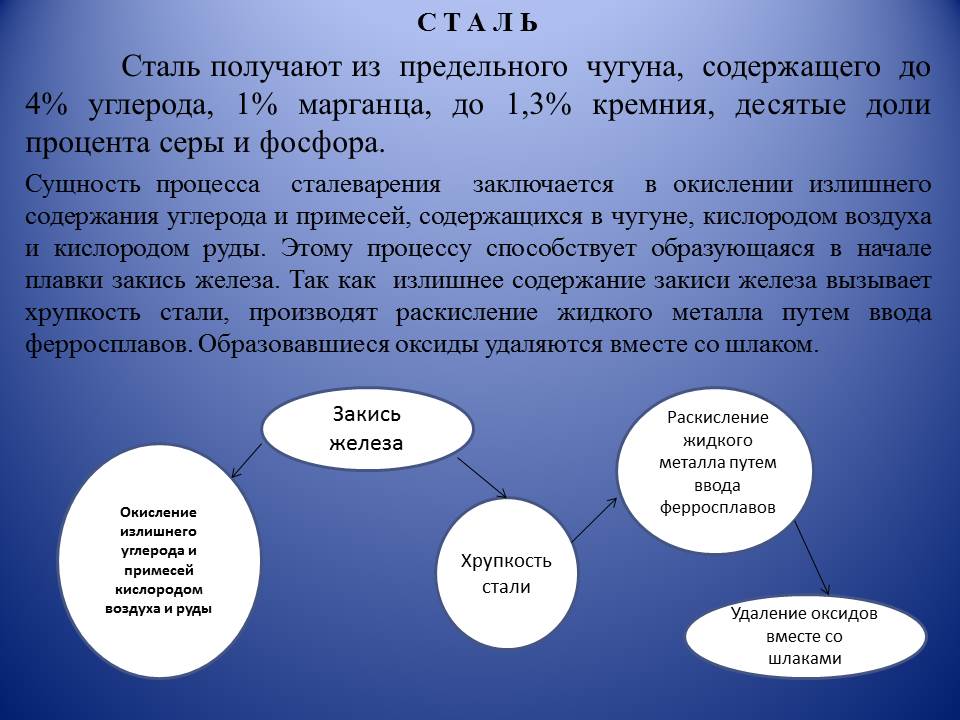 С Т А Л Ь
Сталь получают из предельного чугуна, содержащего до
4% углерода, 1% марганца, до 1,3% кремния, десятые доли
процента серы и фосфора.
Сущность процесса сталеварения заключается в окислении излишнего
содержания углерода и примесей, содержащихся в чугуне, кислородом воздуха
и кислородом руды. Этому процессу способствует образующаяся в начале
плавки закись железа. Так как излишнее содержание закиси железа вызывает
хрупкость стали, производят раскисление жидкого металла путем ввода
ферросплавов. Образовавшиеся оксиды удаляются вместе со шлаком.
Закись
железа
Окисление
излишнего
углерода и
примесей
кислородом
воздуха и руды
Хрупкость
стали
Раскисление
жидкого
металла путем
ввода
ферросплавов
Удаление оксидов
вместе со
шлаками